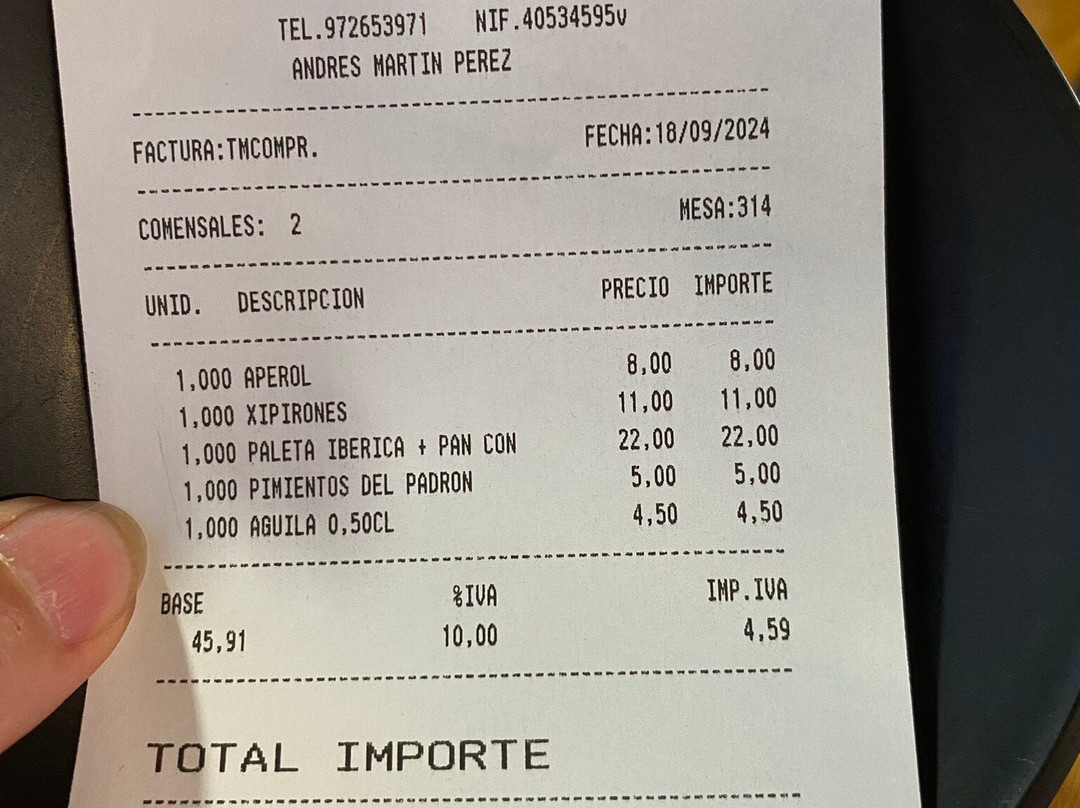 TEL.972653971 NIF.40534595v
ANDRES MARTIN PEREZ
FACTURA:TMCOMPR. FECHA:18/09/2024
COMENSALES: 2 MESA:314
UNID. DESCRIPCION PRECIO IMPORTE
1,000 APEROL 8,00 8,00
1,000 XIPIRONES 11,00 11,00
1,000 PALETA IBERICA + PAN CON 22,00 22,00
1,000 PIMIENTOS DEL PADRON 5,00 5,00
1,000 AGUILA 0,50CL 4,50 4,50
BASE %IVA IMP.IVA
45,91 10,00 4,59
TOTAL IMPORTE